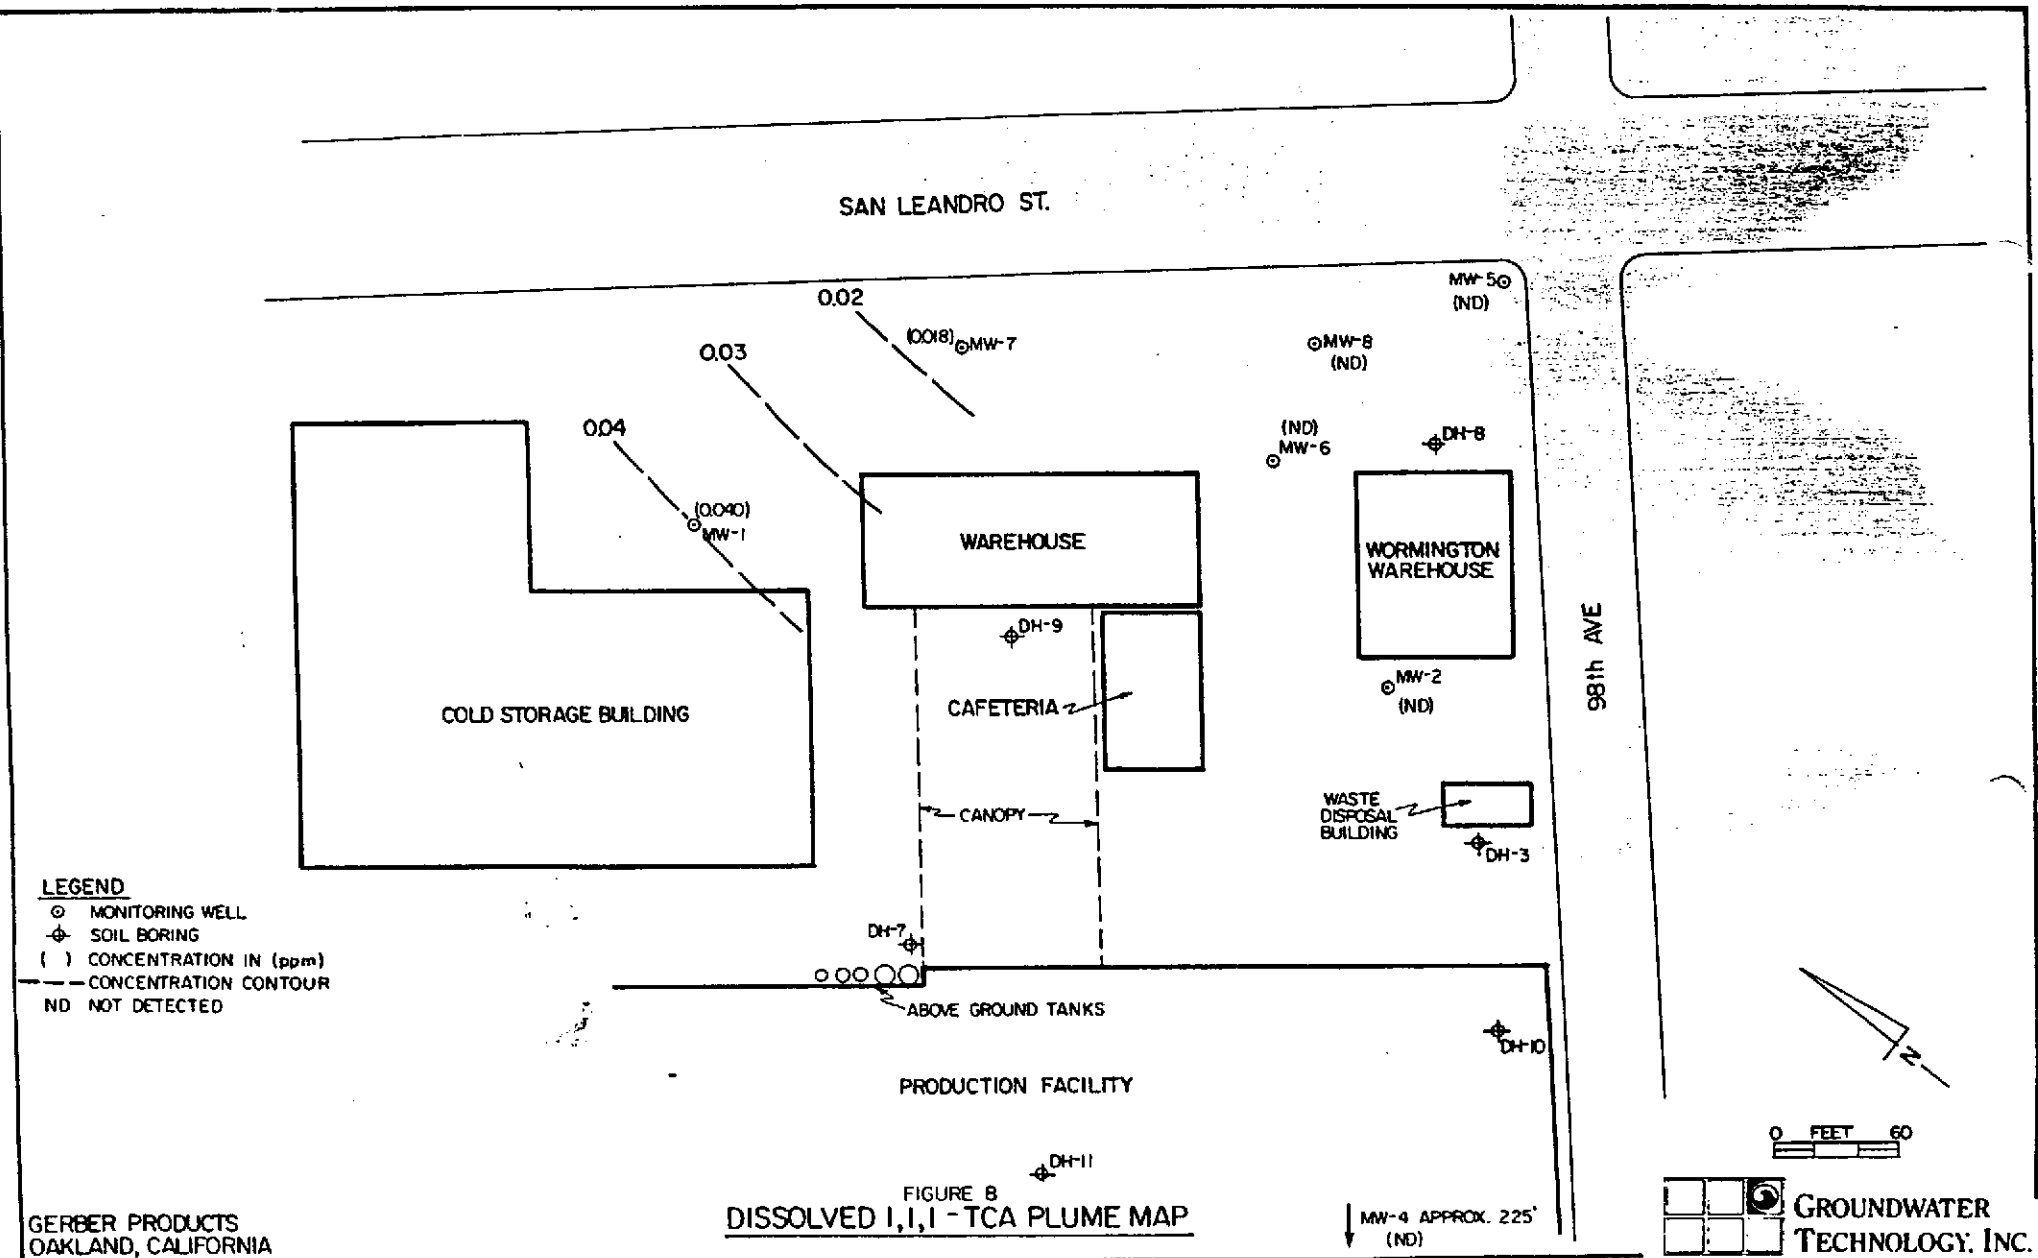 SAN LEANDRO ST.
MW-5
(ND)
0.02
(0.018)
MW-7
MW-8
(ND)
0.03
0.04
(ND)
MW-6
DH-8
(0.040)
MW-1
WAREHOUSE
WORMINGTON
WAREHOUSE
98th AVE
DH-9
MW-2
(ND)
CAFETERIA
COLD STORAGE BUILDING
CANOPY
WASTE
DISPOSAL
BUILDING
DH-3
LEGEND
MONITORING WELL
SOIL BORING
( ) CONCENTRATION IN (ppm)
CONCENTRATION CONTOUR
ND NOT DETECTED
DH-7
ABOVE GROUND TANKS
DH-10
N
PRODUCTION FACILITY
0 FEET 60
DH-11
FIGURE 8
DISSOLVED 1,1,1 - TCA PLUME MAP
MW-4 APPROX. 225'
(ND)
GERBER PRODUCTS
OAKLAND, CALIFORNIA
GROUNDWATER
TECHNOLOGY, INC.